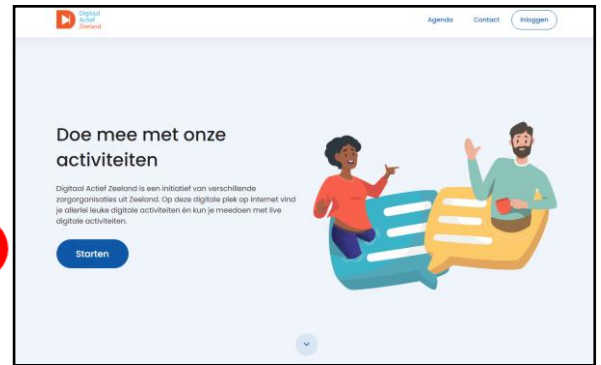 Digitaal
Actief
Zeeland
Agenda Contact Inloggen
Doe mee met onze
activiteiten
Digitaal Actief Zeeland is een initiatief van verschillende
zorgorganisaties uit Zeeland. Op deze digitale plek op internet vind
je allerlei leuke digitale activiteiten én kun je meedoen met live
digitale activiteiten.
Starten